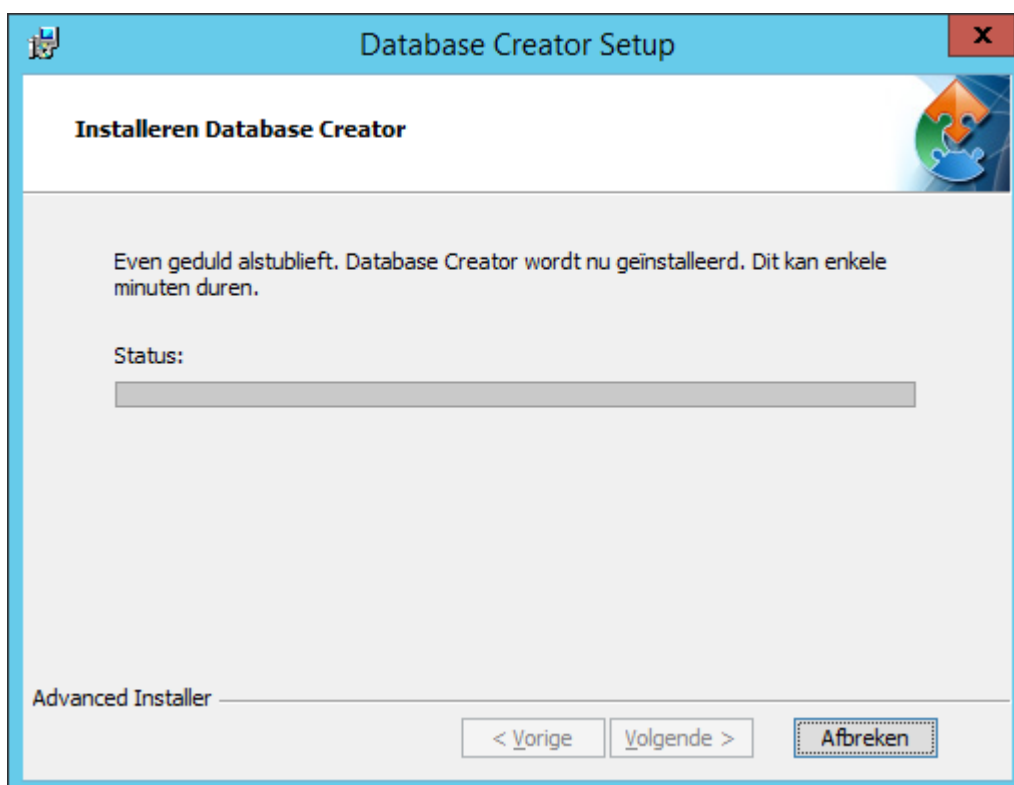 Database Creator Setup
x
Installeren Database Creator
Even geduld alstublieft. Database Creator wordt nu geïnstalleerd. Dit kan enkele
minuten duren.
Status:
Advanced Installer
< Vorige
Volgende >
Afbreken